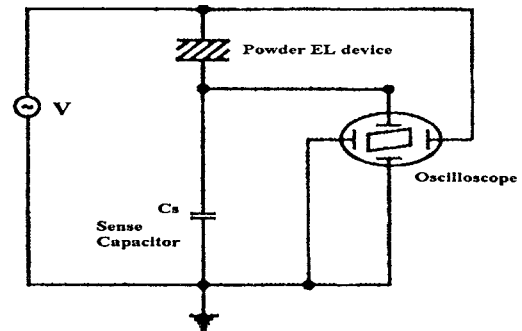 Powder EL device
V
Oscilloscope
Cs
Sense
Capacitor